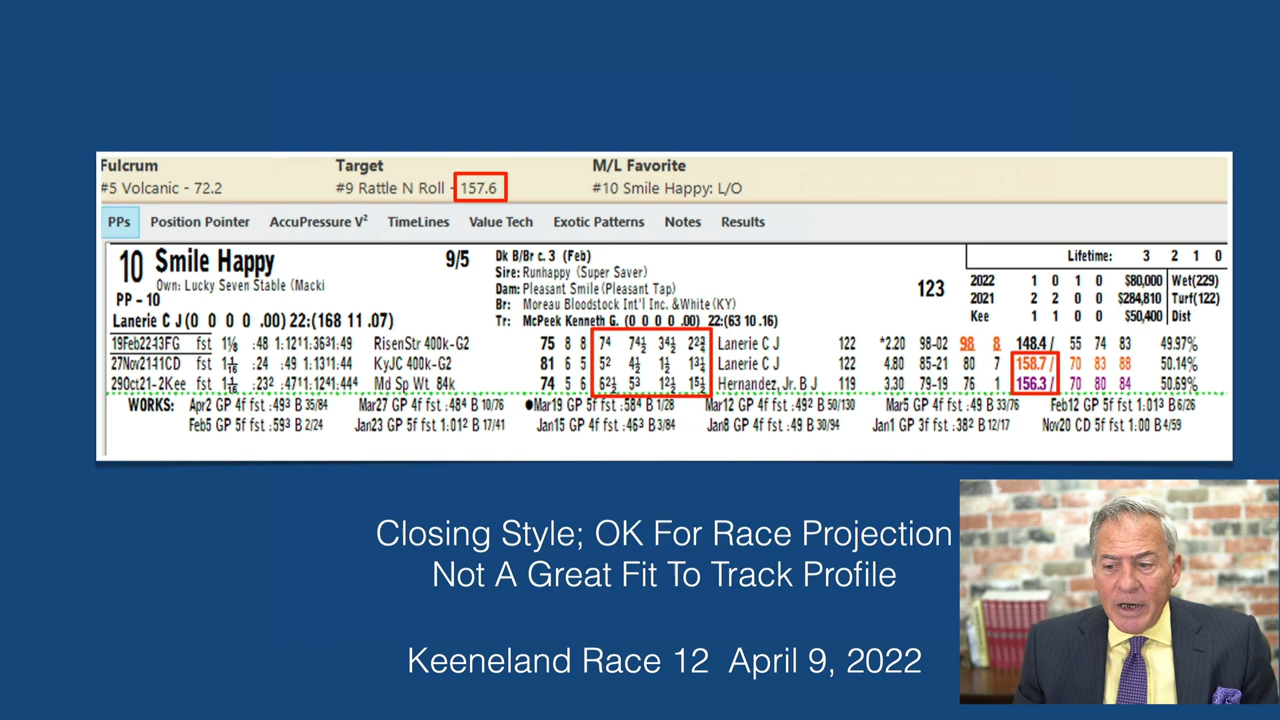 Fulcrum Target M/L Favorite
#5 Volcanic - 72.2 #9 Rattle N Roll - 157.6 #10 Smile Happy: L/O
PPs Position Pointer AccuPressure V² TimeLines Value Tech Exotic Patterns Notes Results
10 Smile Happy 9/5
Own: Lucky Seven Stable (Macki
PP - 10
Lanerie C J (0 0 0 0 .00) 22:(168 11 .07)
Dk B/Br c. 3 (Feb)
Sire: Runhappy (Super Saver)
Dam: Pleasant Smile (Pleasant Tap)
Br: Moreau Bloodstock Int'l Inc. &White (KY)
Tr: McPeek Kenneth G. (0 0 0 0 .00) 22:(63 10 .16)
123
Lifetime: 3 2 1 0
2022 1 0 1 0 $80,000 Wet(229)
2021 2 2 0 0 $284,810 Turf(122)
Kee 1 1 0 0 $50,400 Dist
19Feb22-13FG fst 1⅛ :48 1:12¹1:36³1:49 RisenStr 400k-G2 75 8 8 7⁴ 7⁴½ 3⁴½ 2²¾ Lanerie C J 122 *2.20 98-02 98 8 148.4 / 55 74 83 49.97%
27Nov21-11CD fst 1 1/16 :24 :49 1:13¹1:44 KyJC 400k-G2 81 6 5 5² 4½ 1½ 1³¼ Lanerie C J 122 4.80 85-21 80 7 158.7 / 70 83 88 50.14%
29Oct21-2Kee fst 1 1/16 :23² :47¹1:12⁴1:44⁴ Md Sp Wt 84k 74 5 6 6²½ 5³ 1²½ 1⁵½ Hernandez, Jr. B J 119 3.30 79-19 76 1 156.3 / 70 80 84 50.69%
WORKS: Apr2 GP 4f fst :49³ B 35/84 Mar27 GP 4f fst :48⁴ B 10/76 ●Mar19 GP 5f fst :58⁴ B 1/28 Mar12 GP 4f fst :49² B 50/130 Mar5 GP 4f fst :49 B 33/76 Feb12 GP 5f fst 1:01³ B 6/26
Feb5 GP 5f fst :59³ B 2/24 Jan23 GP 5f fst 1:01² B 17/41 Jan15 GP 4f fst :46³ B 3/84 Jan8 GP 4f fst :49 B 30/94 Jan1 GP 3f fst :38² B 12/17 Nov20 CD 5f fst 1:00 B 4/59
Closing Style; OK For Race Projection
Not A Great Fit To Track Profile
Keeneland Race 12 April 9, 2022